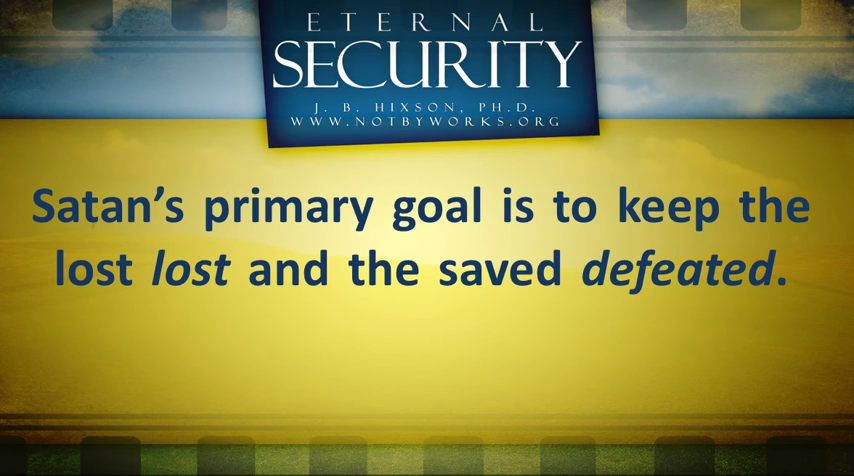 ETERNAL
SECURITY
J. B. HIXSON, PH.D.
WWW.NOTBYWORKS.ORG
Satan’s primary goal is to keep the
lost lost and the saved defeated.